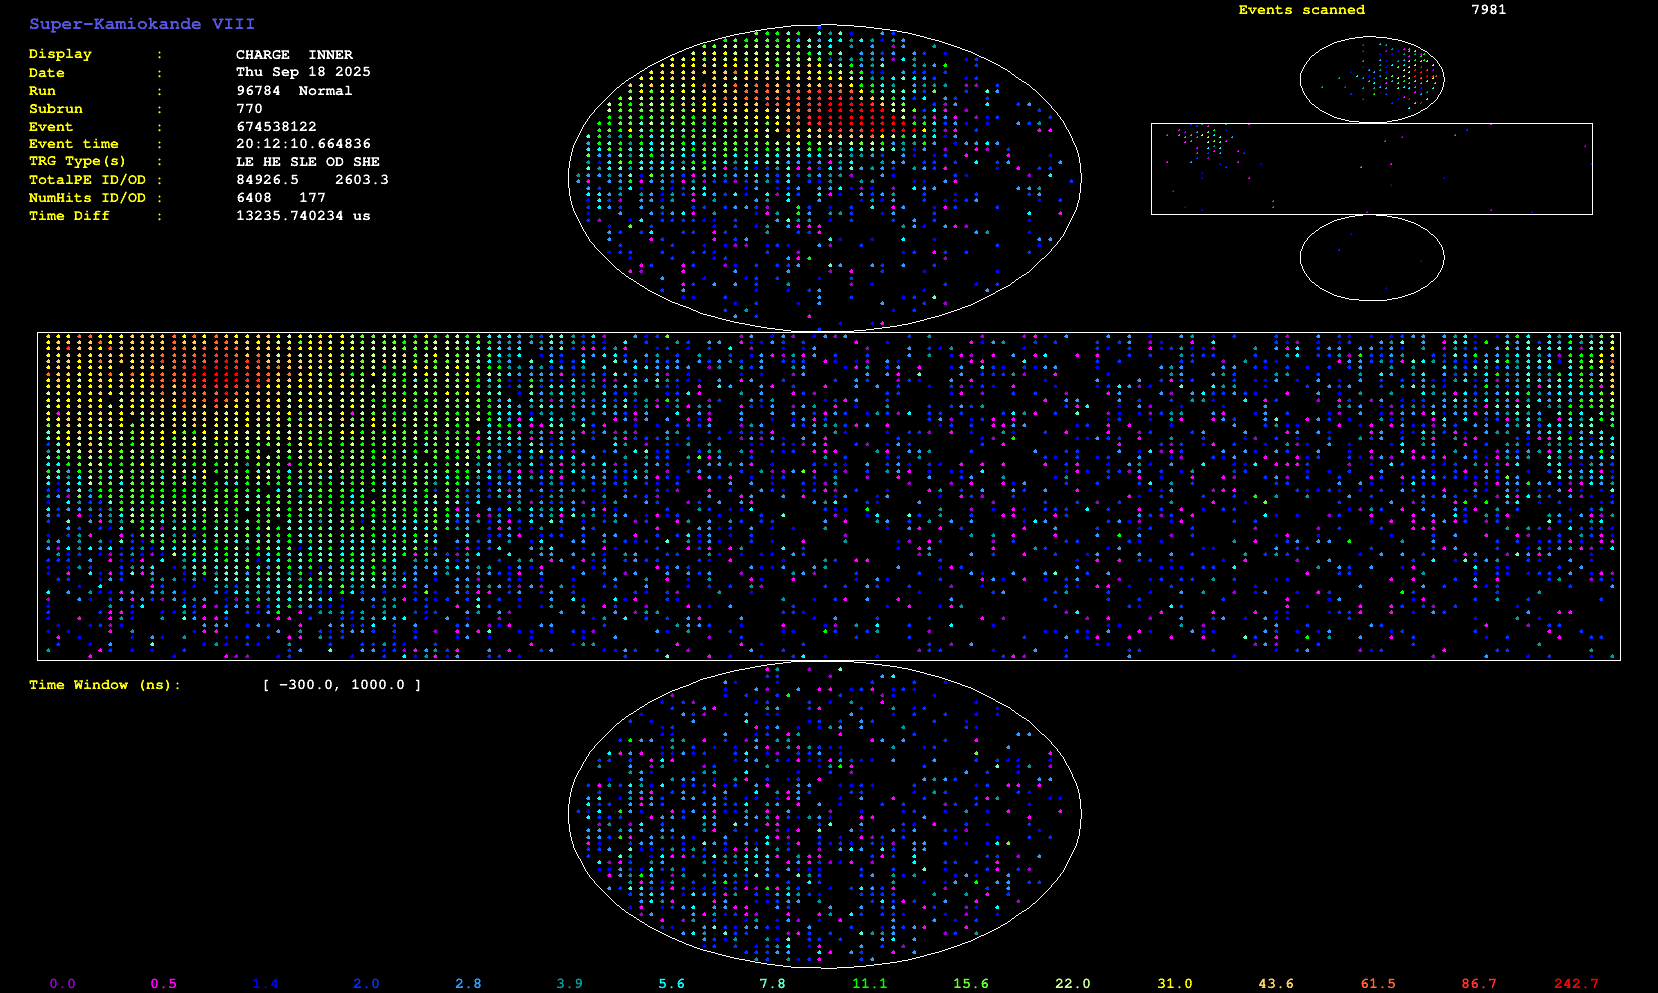 Super-Kamiokande VIII
Events scanned 7981
Display : CHARGE INNER
Date : Thu Sep 18 2025
Run : 96784 Normal
Subrun : 770
Event : 674538122
Event time : 20:12:10.664836
TRG Type(s) : LE HE SLE OD SHE
TotalPE ID/OD : 84926.5 2603.3
NumHits ID/OD : 6408 177
Time Diff : 13235.740234 us
Time Window (ns): [ -300.0, 1000.0 ]
0.0 0.5 1.4 2.0 2.8 3.9 5.6 7.8 11.1 15.6 22.0 31.0 43.6 61.5 86.7 242.7